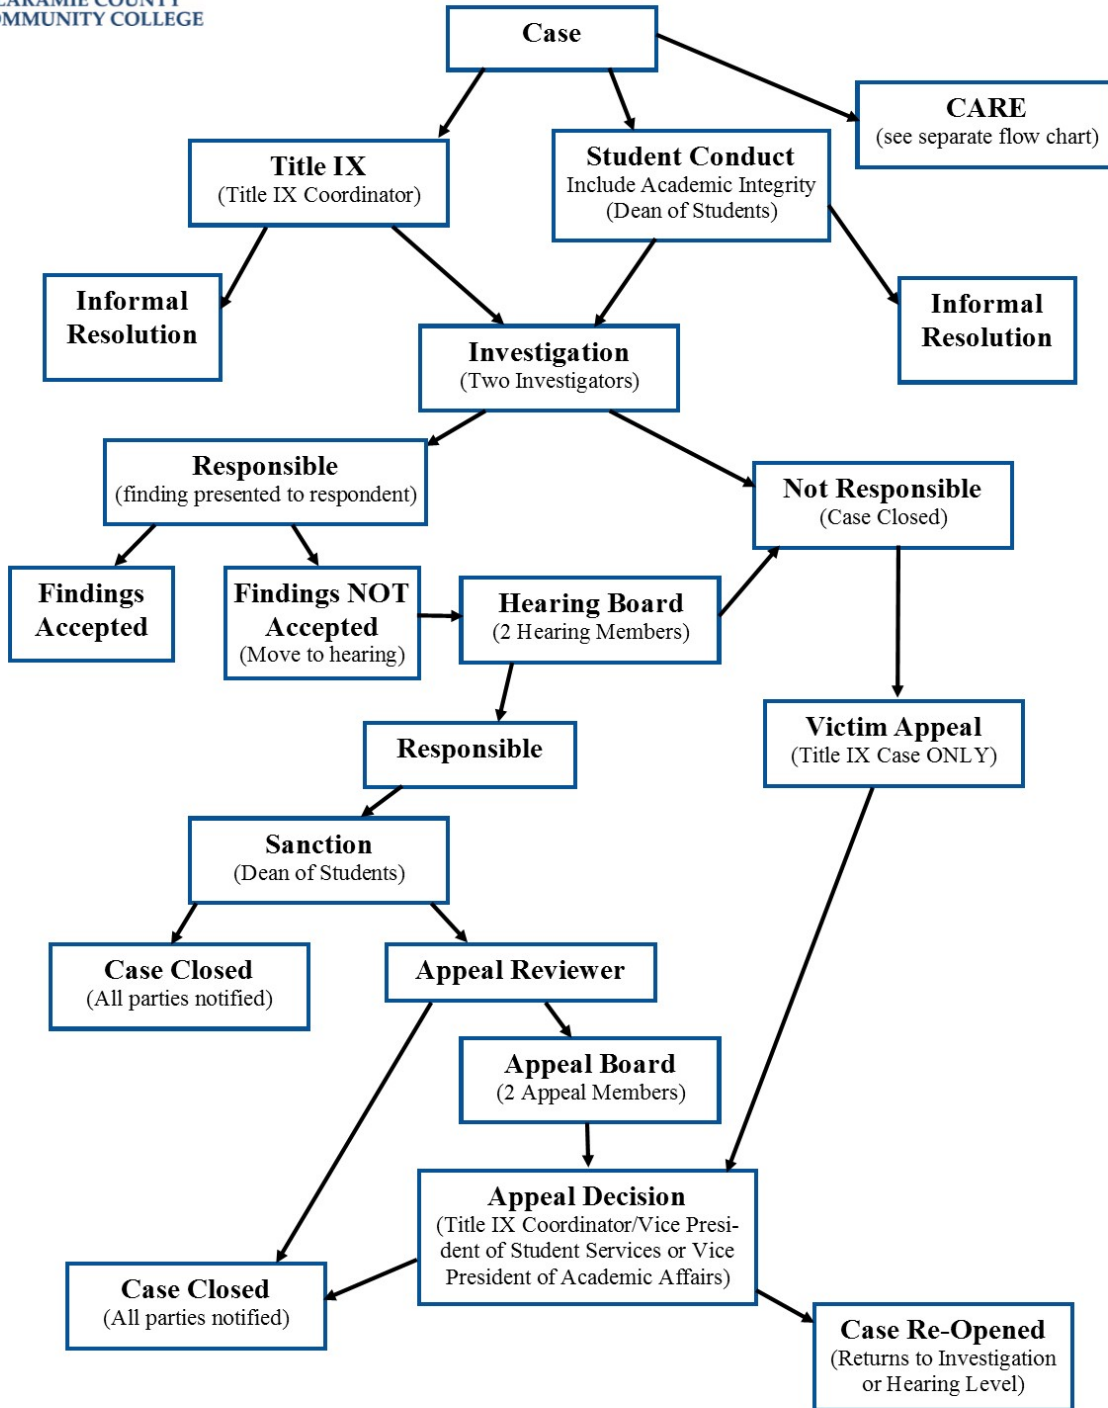 COMMUNITY COLLEGE
Case
CARE
(see separate flow chart)
Title IX
(Title IX Coordinator)
Student Conduct
Include Academic Integrity
(Dean of Students)
Informal
Resolution
Informal
Resolution
Investigation
(Two Investigators)
Responsible
(finding presented to respondent)
Not Responsible
(Case Closed)
Findings
Accepted
Findings NOT
Accepted
(Move to hearing)
Hearing Board
(2 Hearing Members)
Responsible
Victim Appeal
(Title IX Case ONLY)
Sanction
(Dean of Students)
Case Closed
(All parties notified)
Appeal Reviewer
Appeal Board
(2 Appeal Members)
Appeal Decision
(Title IX Coordinator/Vice Presi-
dent of Student Services or Vice
President of Academic Affairs)
Case Closed
(All parties notified)
Case Re-Opened
(Returns to Investigation
or Hearing Level)